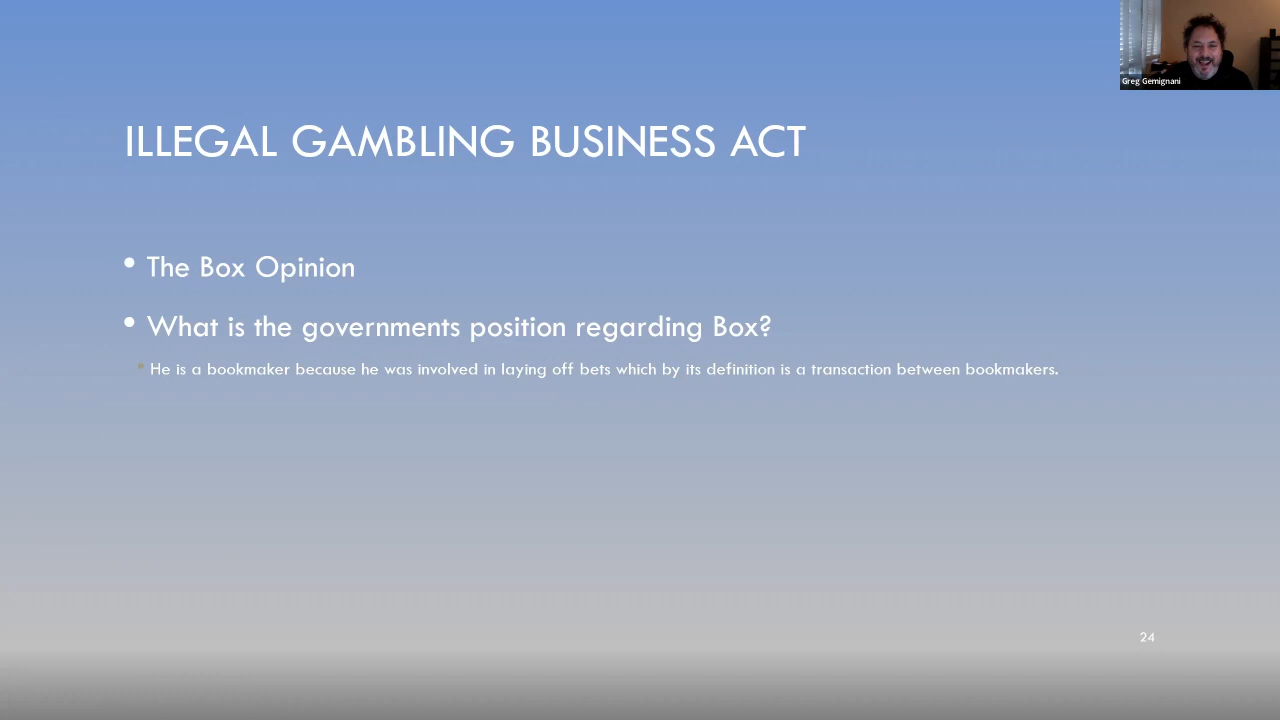 Greg Gemignani
ILLEGAL GAMBLING BUSINESS ACT
• The Box Opinion
• What is the governments position regarding Box?
• He is a bookmaker because he was involved in laying off bets which by its definition is a transaction between bookmakers.
24